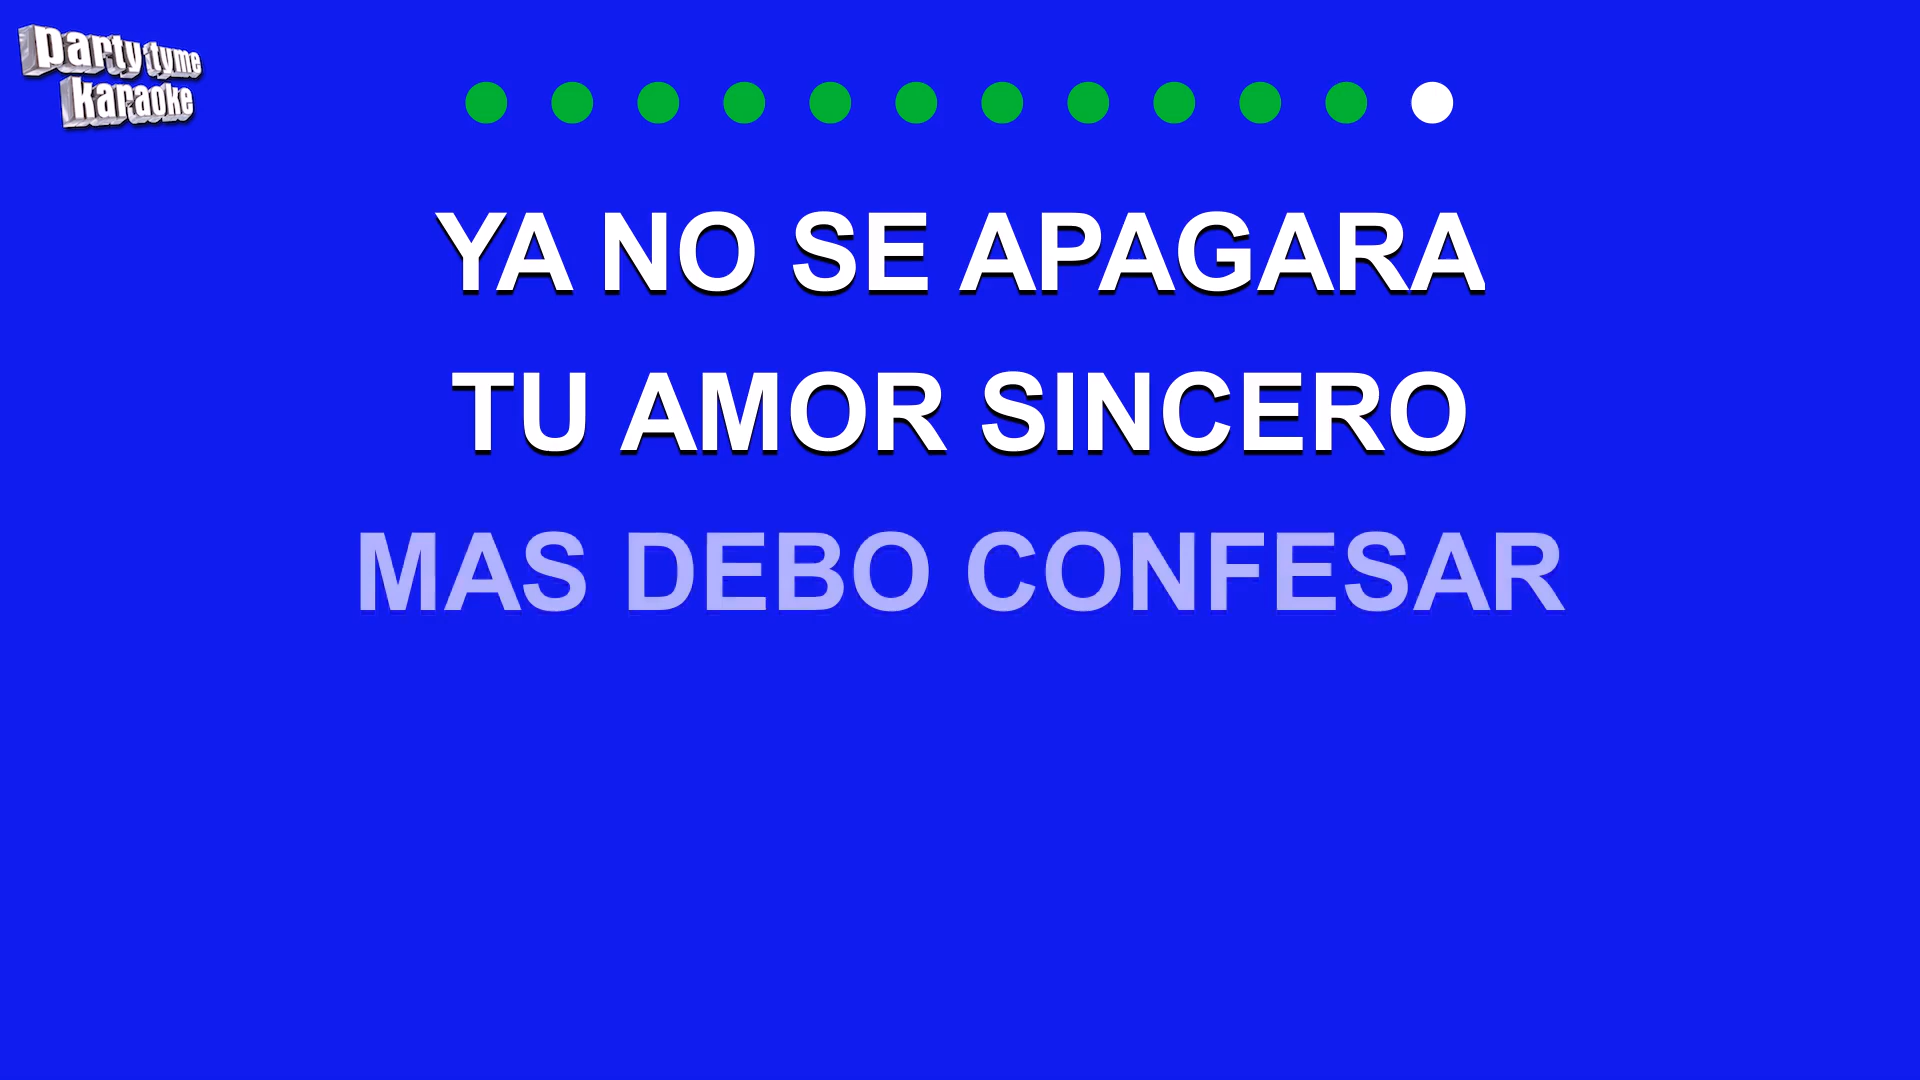 party tyme
karaoke
YA NO SE APAGARA
TU AMOR SINCERO
MAS DEBO CONFESAR